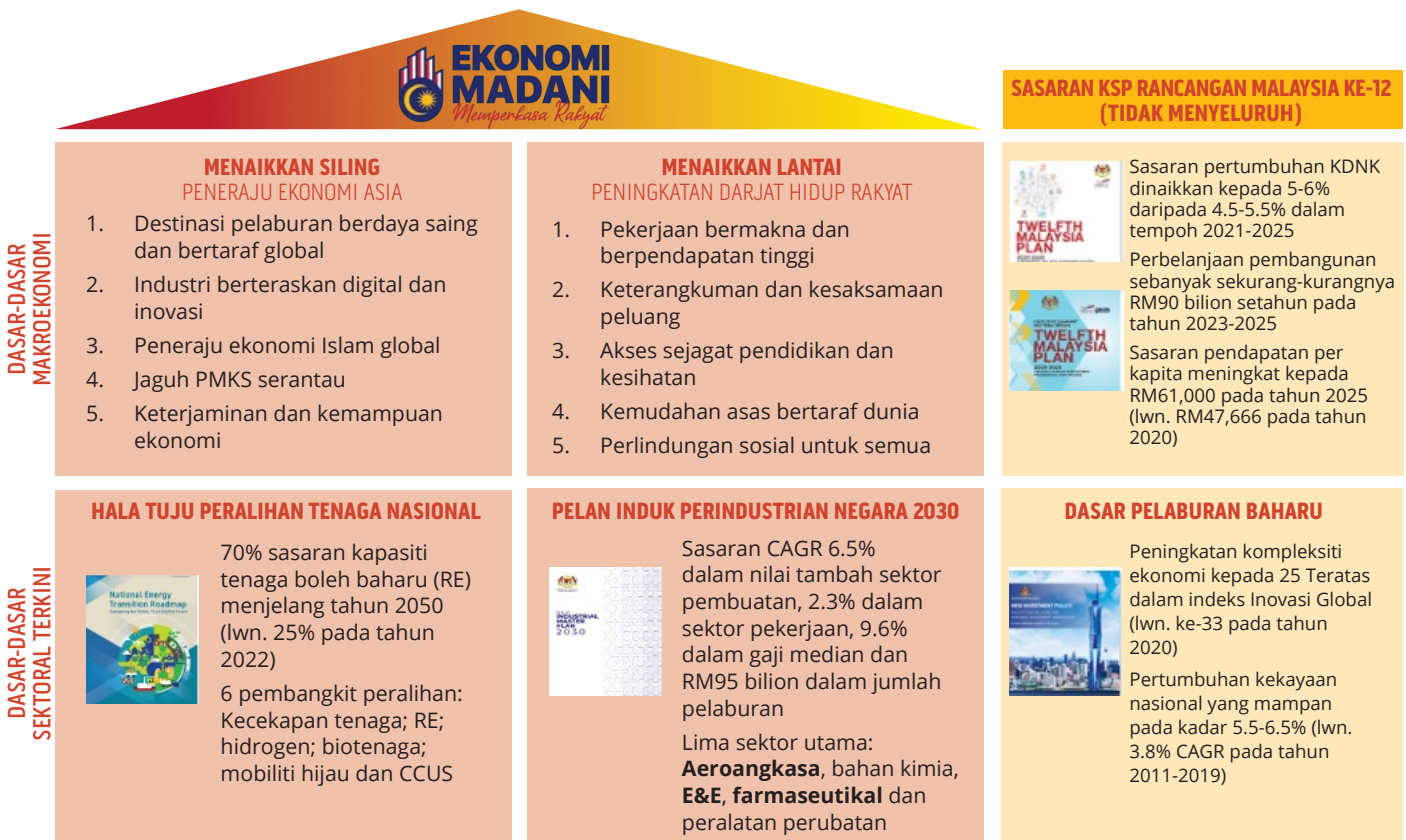 EKONOMI
MADANI
Memperkasa Rakyat
SASARAN KSP RANCANGAN MALAYSIA KE-12
(TIDAK MENYELURUH)
DASAR-DASAR
MAKROEKONOMI
MENAIKKAN SILING
PENERAJU EKONOMI ASIA
1. Destinasi pelaburan berdaya saing
dan bertaraf global
2. Industri berteraskan digital dan
inovasi
3. Peneraju ekonomi Islam global
4. Jaguh PMKS serantau
5. Keterjaminan dan kemampuan
ekonomi
MENAIKKAN LANTAI
PENINGKATAN DARJAT HIDUP RAKYAT
1. Pekerjaan bermakna dan
berpendapatan tinggi
2. Keterangkuman dan kesaksamaan
peluang
3. Akses sejagat pendidikan dan
kesihatan
4. Kemudahan asas bertaraf dunia
5. Perlindungan sosial untuk semua
TWELFTH
MALAYSIA
PLAN
TWELFTH
MALAYSIA
PLAN
Sasaran pertumbuhan KDNK
dinaikkan kepada 5-6%
daripada 4.5-5.5% dalam
tempoh 2021-2025
Perbelanjaan pembangunan
sebanyak sekurang-kurangnya
RM90 bilion setahun pada
tahun 2023-2025
Sasaran pendapatan per
kapita meningkat kepada
RM61,000 pada tahun 2025
(lwn. RM47,666 pada tahun
2020)
DASAR-DASAR
SEKTORAL TERKINI
HALA TUJU PERALIHAN TENAGA NASIONAL
National Energy
Transition Roadmap
70% sasaran kapasiti
tenaga boleh baharu (RE)
menjelang tahun 2050
(lwn. 25% pada tahun
2022)
6 pembangkit peralihan:
Kecekapan tenaga; RE;
hidrogen; biotenaga;
mobiliti hijau dan CCUS
PELAN INDUK PERINDUSTRIAN NEGARA 2030
INDUSTRIAL
MASTER
PLAN
2030
Sasaran CAGR 6.5%
dalam nilai tambah sektor
pembuatan, 2.3% dalam
sektor pekerjaan, 9.6%
dalam gaji median dan
RM95 bilion dalam jumlah
pelaburan
Lima sektor utama:
Aeroangkasa, bahan kimia,
E&E, farmaseutikal dan
peralatan perubatan
DASAR PELABURAN BAHARU
NEW INVESTMENT POLICY
Peningkatan kompleksiti
ekonomi kepada 25 Teratas
dalam indeks Inovasi Global
(lwn. ke-33 pada tahun
2020)
Pertumbuhan kekayaan
nasional yang mampan
pada kadar 5.5-6.5% (lwn.
3.8% CAGR pada tahun
2011-2019)